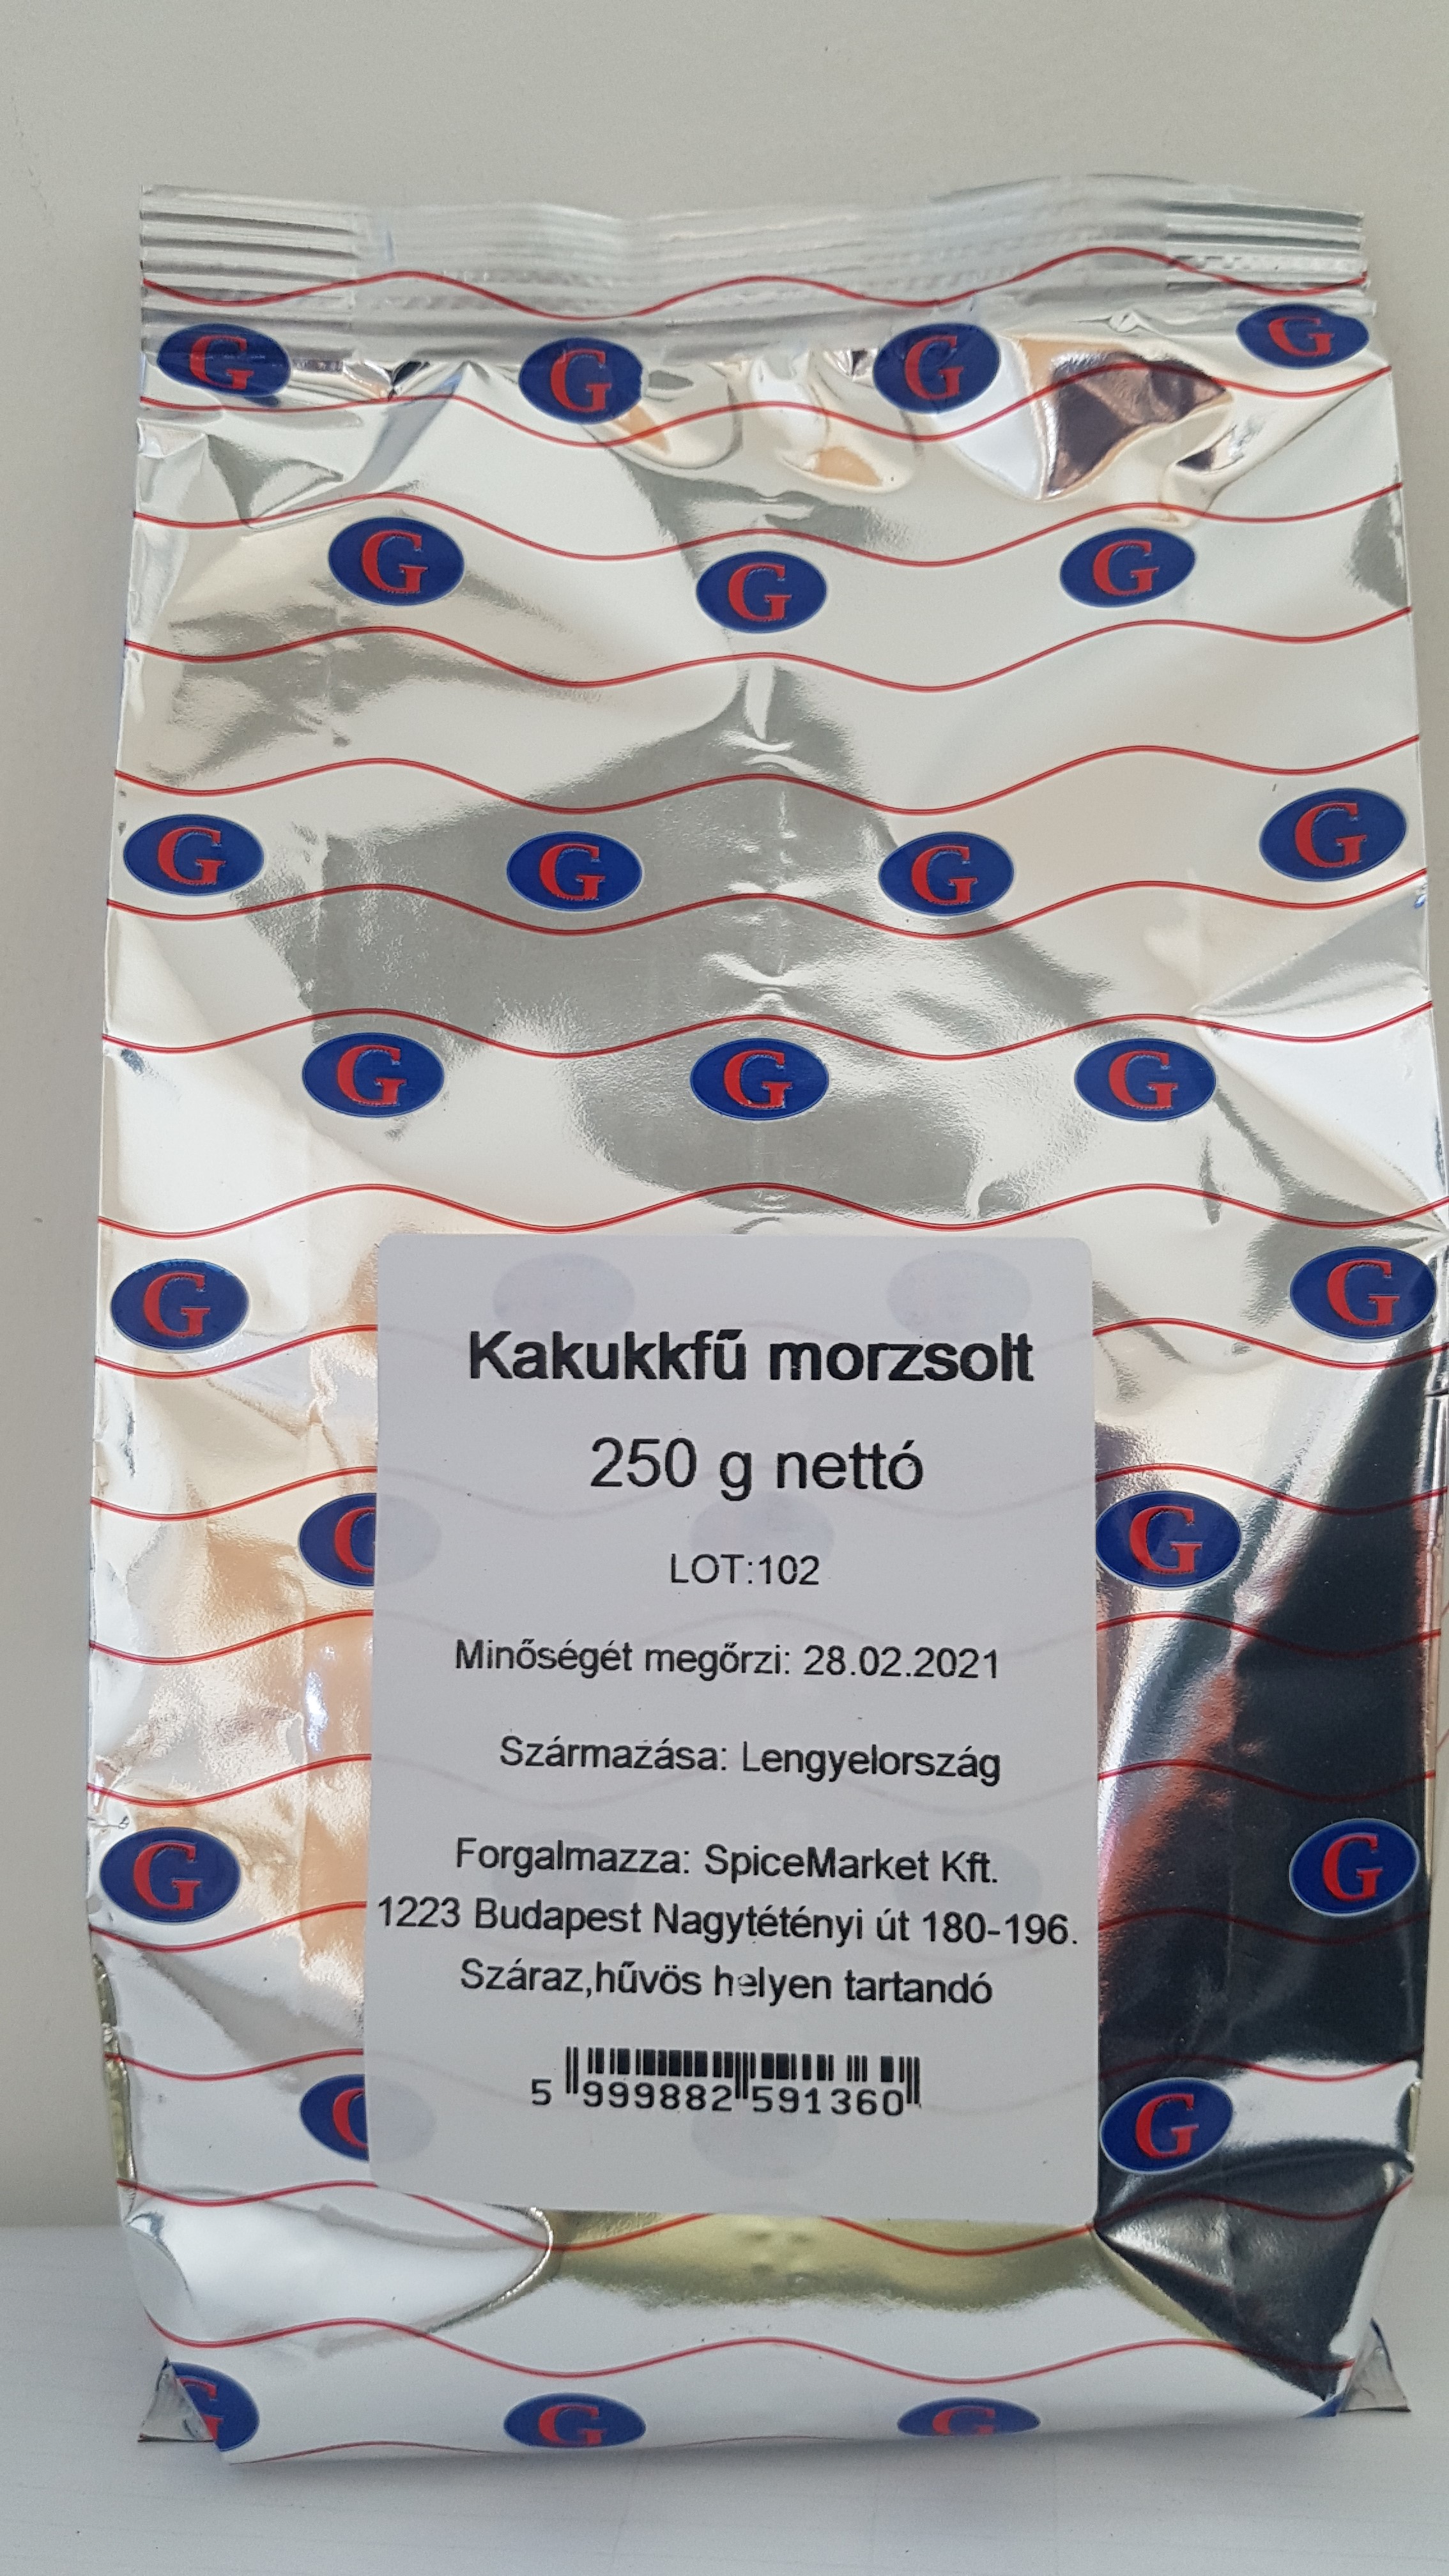 G G G G
G G G
G G G G
G G G
G G
Kakukkfű morzsolt
250 g nettó
G
LOT:102
Minőségét megőrzi: 28.02.2021
Származása: Lengyelország
G G
Forgalmazza: SpiceMarket Kft.
1223 Budapest Nagytétényi út 180-196.
Száraz,hűvös helyen tartandó
5 999882 591360
G
G G G